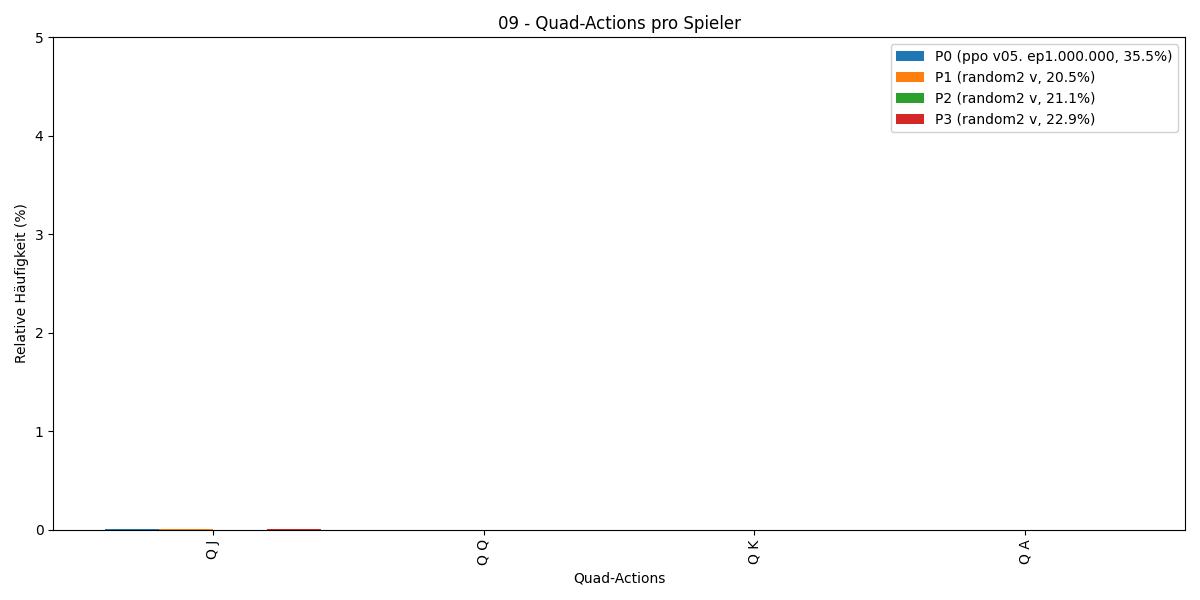 09 - Quad-Actions pro Spieler
P0 (ppo v05. ep1.000.000, 35.5%)
P1 (random2 v, 20.5%)
P2 (random2 v, 21.1%)
P3 (random2 v, 22.9%)
Relative Häufigkeit (%)
5
4
3
2
1
0
Q J
Q Q
Q K
Q A
Quad-Actions